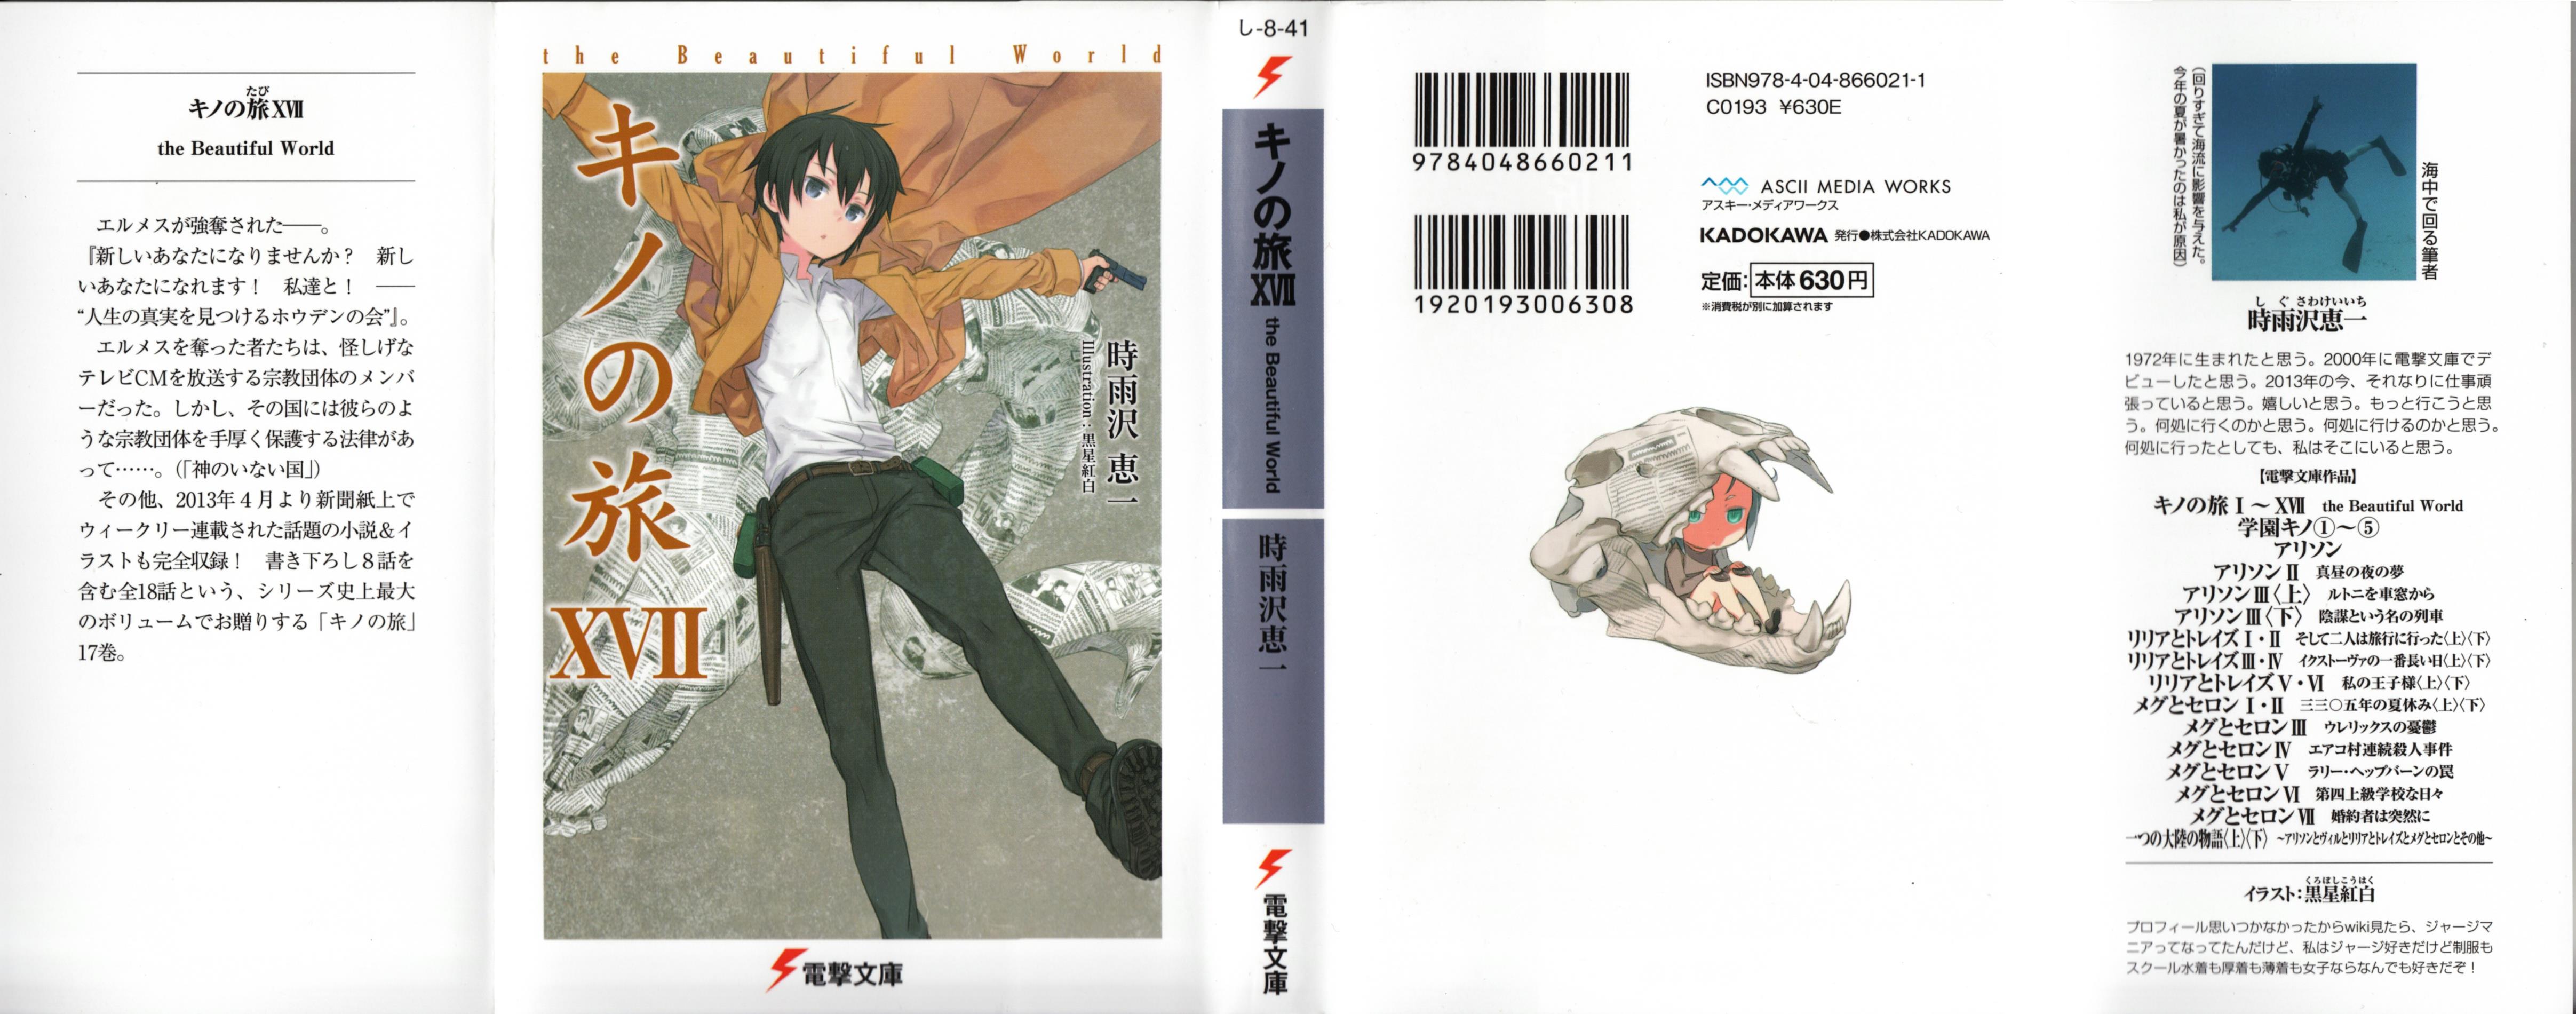 キノの旅XVII
たび
the Beautiful World
エルメスが強奪された――。
『新しいあなたになりませんか？　新し
いあなたになれます！　私達と！　――
“人生の真実を見つけるホウデンの会”』。
エルメスを奪った者たちは、怪しげな
テレビCMを放送する宗教団体のメンバ
ーだった。しかし、その国には彼らのよ
うな宗教団体を手厚く保護する法律があ
って……。（「神のいない国」）
その他、2013年４月より新聞紙上で
ウィークリー連載された話題の小説＆イ
ラストも完全収録！　書き下ろし８話を
含む全18話という、シリーズ史上最大
のボリュームでお贈りする「キノの旅」
17巻。
the Beautiful World
キノの旅
XVII
時雨沢恵一
Illustration：黒星紅白
電撃文庫
し-8-41
キノの旅XVII the Beautiful World
時雨沢恵一
電撃文庫
9784048660211
1920193006308
ISBN978-4-04-866021-1
C0193 ¥630E
ASCII MEDIA WORKS
アスキー・メディアワークス
KADOKAWA 発行●株式会社KADOKAWA
定価：本体630円
※消費税が別に加算されます
海中で回る筆者
（回りすぎて海流に影響を与えた。
今年の夏が暑かったのは私が原因）
しぐさわけいいち
時雨沢恵一
1972年に生まれたと思う。2000年に電撃文庫でデ
ビューしたと思う。2013年の今、それなりに仕事頑
張っていると思う。嬉しいと思う。もっと行こうと思
う。何処に行くのかと思う。何処に行けるのかと思う。
何処に行ったとしても、私はそこにいると思う。
【電撃文庫作品】
キノの旅 I～XVII the Beautiful World
学園キノ①～⑤
アリソン
アリソンII 真昼の夜の夢
アリソンIII〈上〉 ルトニを車窓から
アリソンIII〈下〉 陰謀という名の列車
リリアとトレイズI・II そして二人は旅行に行った〈上〉〈下〉
リリアとトレイズIII・IV イクストーヴァの一番長い日〈上〉〈下〉
リリアとトレイズV・VI 私の王子様〈上〉〈下〉
メグとセロンI・II 三三〇五年の夏休み〈上〉〈下〉
メグとセロンIII ウレリックスの憂鬱
メグとセロンIV エアコ村連続殺人事件
メグとセロンV ラリー・ヘップバーンの罠
メグとセロンVI 第四上級学校な日々
メグとセロンVII 婚約者は突然に
一つの大陸の物語〈上〉〈下〉 ～アリソンとヴィルとリリアとトレイズとメグとセロンとその他～
くろぼしこうはく
イラスト：黒星紅白
プロフィール思いつかなかったからwiki見たら、ジャージマ
ニアってなってたんだけど、私はジャージ好きだけど制服も
スクール水着も厚着も薄着も女子ならなんでも好きだぞ！